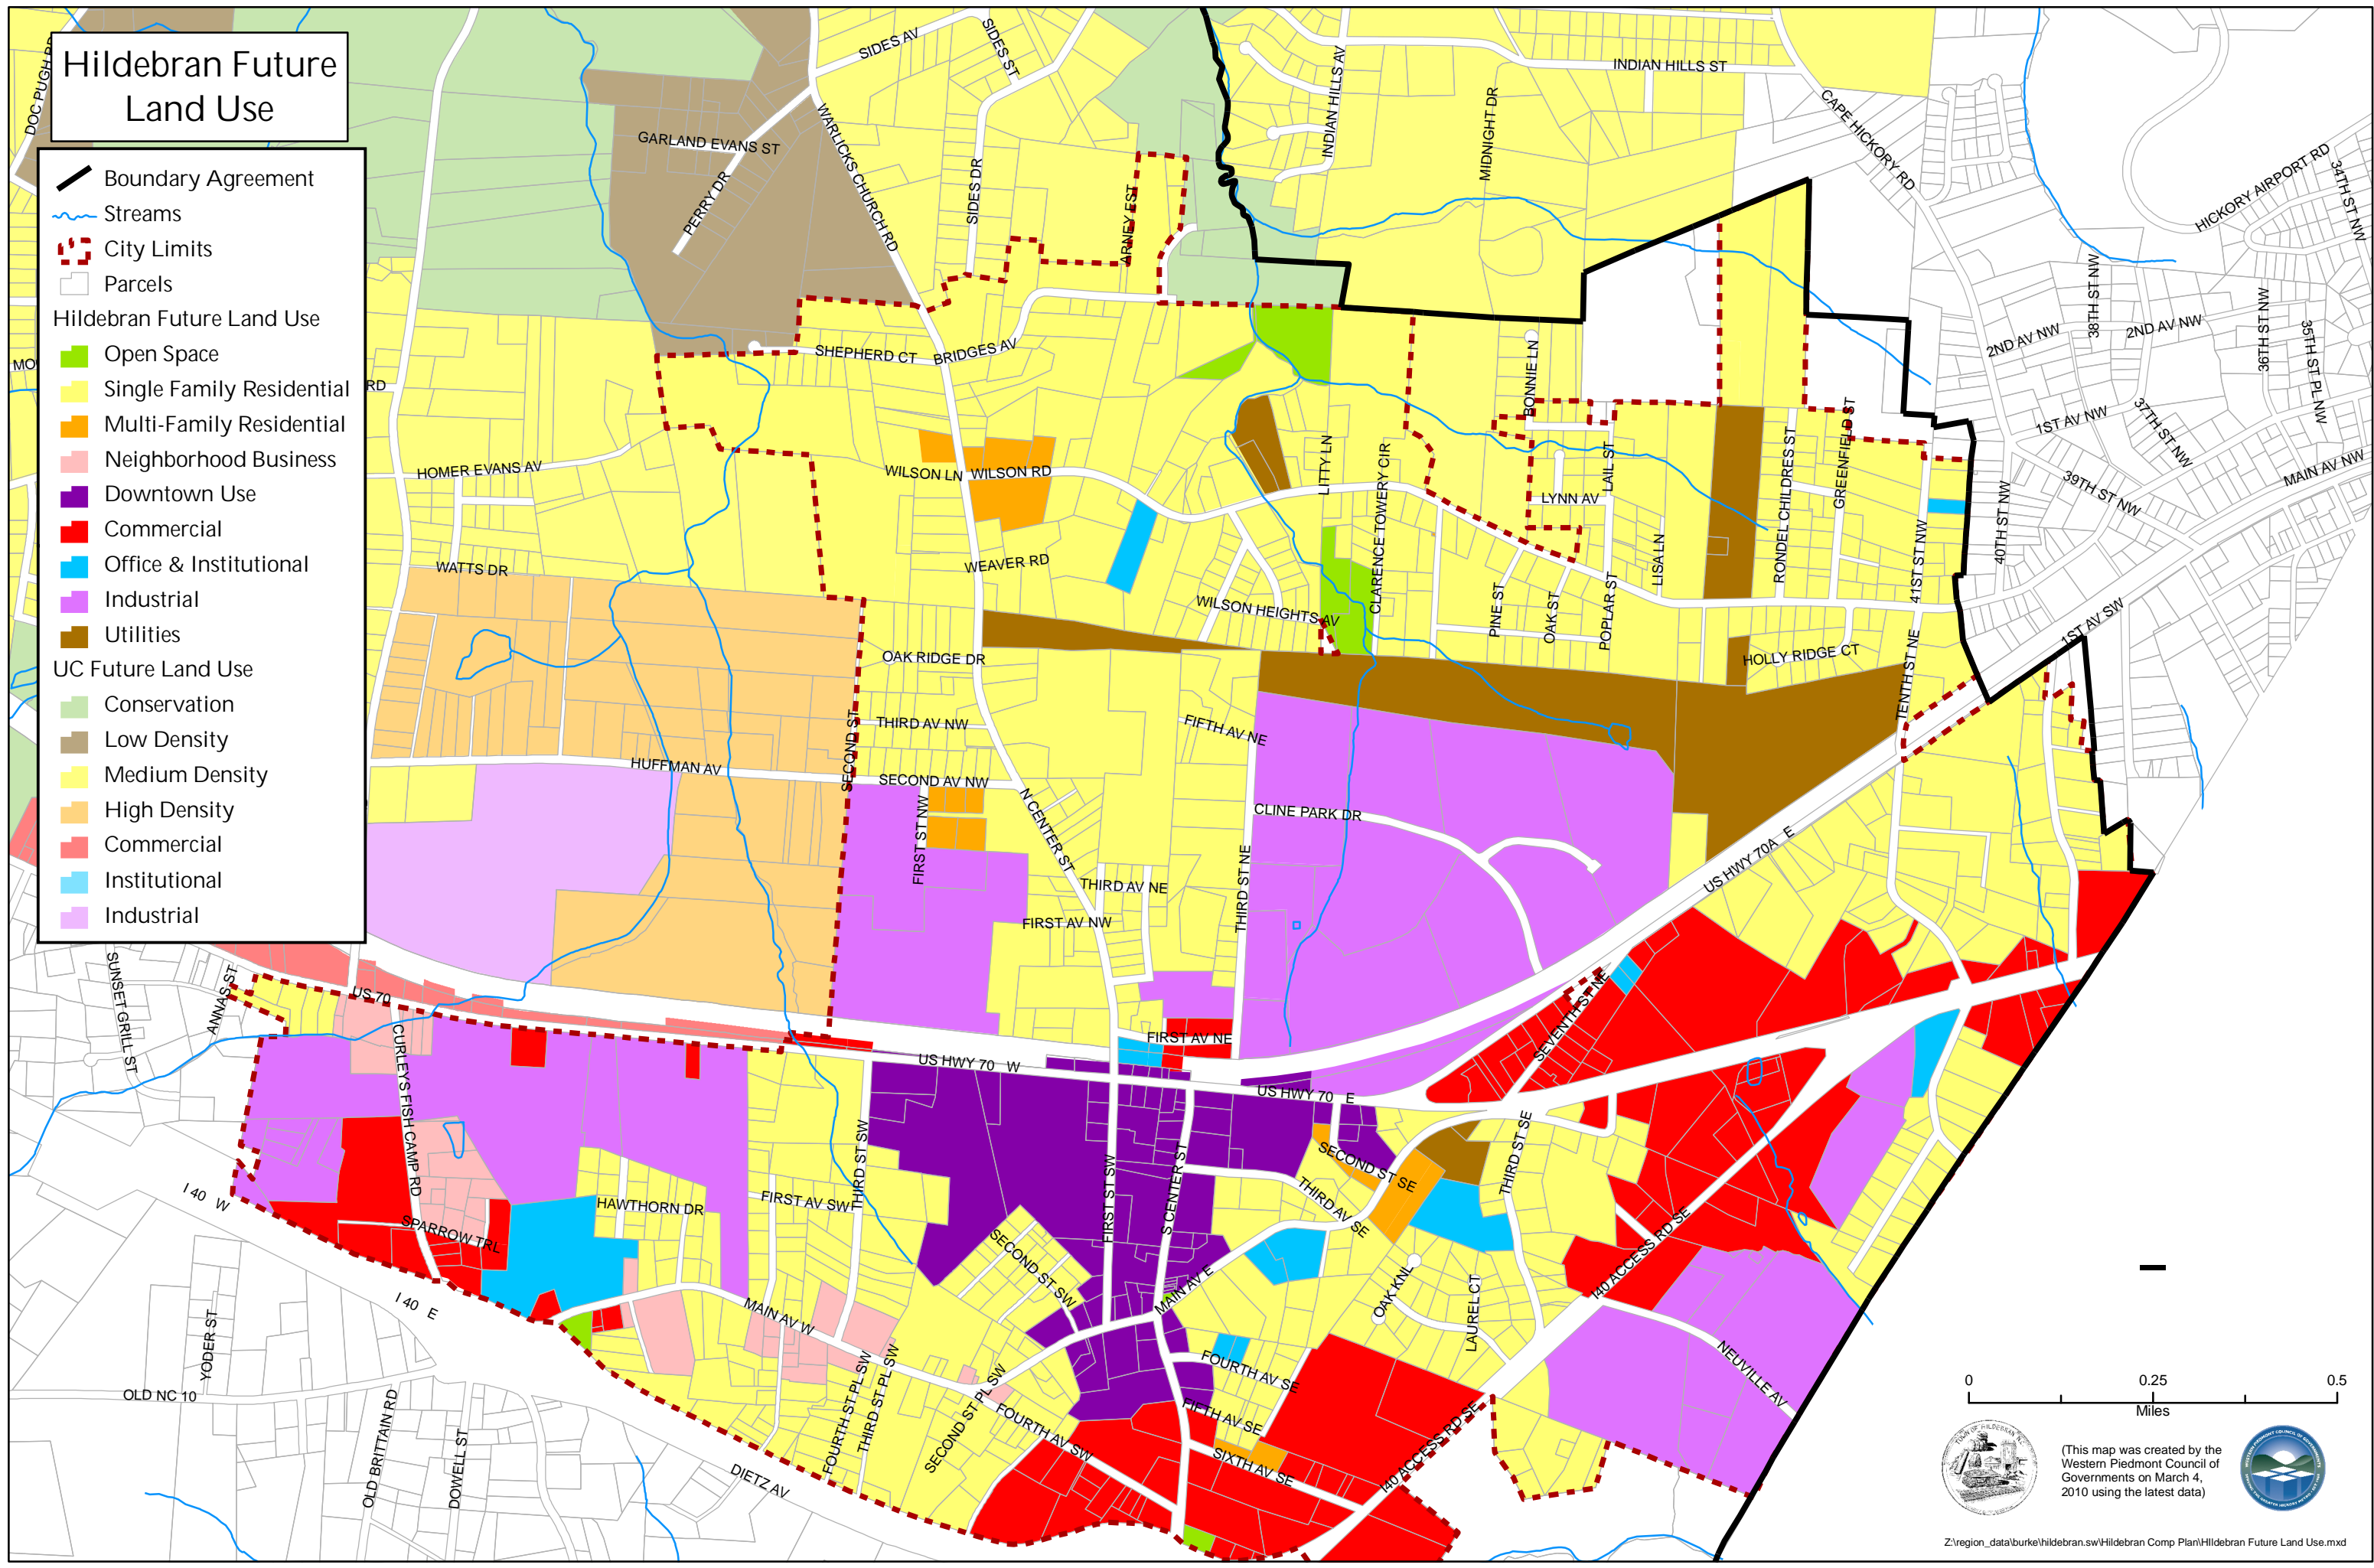 Hildebran Future
Land Use
Boundary Agreement
Streams
City Limits
Parcels
Hildebran Future Land Use
Open Space
Single Family Residential
Multi-Family Residential
Neighborhood Business
Downtown Use
Commercial
Office & Institutional
Industrial
Utilities
UC Future Land Use
Conservation
Low Density
Medium Density
High Density
Commercial
Institutional
Industrial
DOC PUGH RD
SIDES AV
SIDES ST
INDIAN HILLS AV
INDIAN HILLS ST
MIDNIGHT DR
CAPE HICKORY RD
HICKORY AIRPORT RD
34TH ST NW
GARLAND EVANS ST
PERRY DR
WARLICKS CHURCH RD
SIDES DR
ARNEY EST
38TH ST NW
2ND AV NW
2ND AV NW
36TH ST NW
35TH ST PL NW
SHEPHERD CT
BRIDGES AV
BONNIE LN
RD
1ST AV NW
37TH ST NW
39TH ST NW
MAIN AV NW
HOMER EVANS AV
WILSON LN
WILSON RD
LITTY LN
CLARENCE TOWERY CIR
LYNN AV
LAIL ST
LISA LN
RONDEL CHILDRES ST
GREENFIELD ST
41ST ST NW
40TH ST NW
WATTS DR
WEAVER RD
WILSON HEIGHTS AV
PINE ST
OAK ST
POPLAR ST
HOLLY RIDGE CT
TENTH ST NE
1ST AV SW
OAK RIDGE DR
SECOND ST
THIRD AV NW
FIFTH AV NE
HUFFMAN AV
SECOND AV NW
FIRST ST NW
N CENTER ST
CLINE PARK DR
US HWY 70A E
THIRD AV NE
THIRD ST NE
FIRST AV NW
SUNSET GRILL ST
ANNAS ST
US 70
CURLEYS FISH CAMP RD
US HWY 70 W
FIRST AV NE
US HWY 70 E
SEVENTH ST NE
I 40 W
SPARROW TRL
HAWTHORN DR
FIRST AV SW
THIRD ST SW
FIRST ST SW
S CENTER ST
SECOND ST SE
THIRD AV SE
THIRD ST SE
SECOND ST SW
MAIN AV E
OAK KNL
LAUREL CT
I40 ACCESS RD SE
I 40 E
MAIN AV W
YODER ST
OLD NC 10
OLD BRITTAIN RD
DOWELL ST
DIETZ AV
FOURTH ST PL SW
THIRD ST PL SW
SECOND ST PL SW
FOURTH AV SW
FOURTH AV SE
FIFTH AV SE
SIXTH AV SE
I40 ACCESS RD SE
NEUVILLE AV
0 0.25 0.5
Miles
(This map was created by the
Western Piedmont Council of
Governments on March 4,
2010 using the latest data)
Z:\region_data\burke\hildebran.sw\Hildebran Comp Plan\HIldebran Future Land Use.mxd